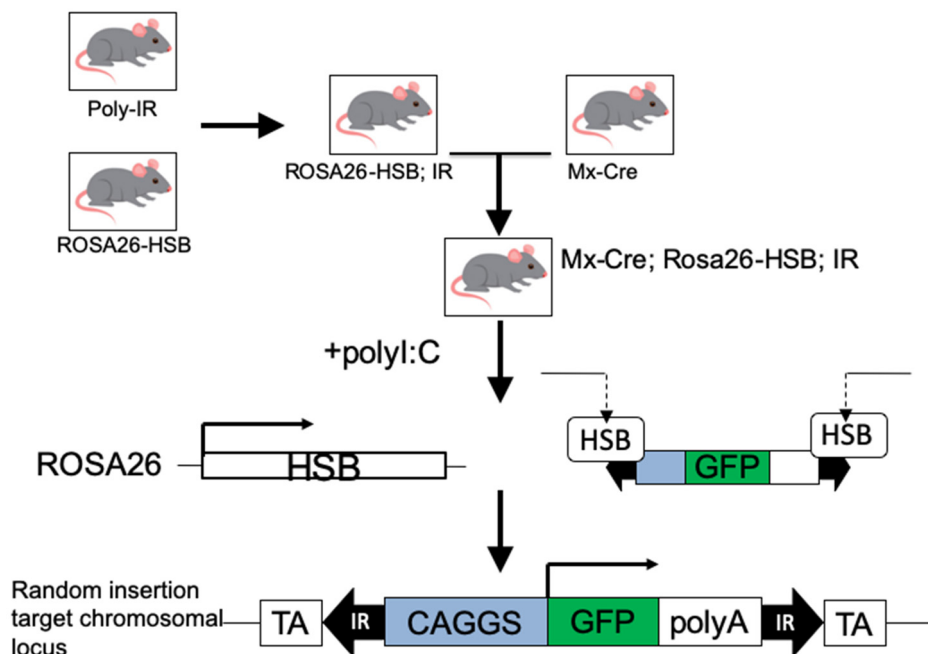 Poly-IR
ROSA26-HSB
ROSA26-HSB; IR
Mx-Cre
Mx-Cre; Rosa26-HSB; IR
+polyI:C
ROSA26
HSB
HSB
HSB
GFP
Random insertion
target chromosomal
locus
TA
IR
CAGGS
GFP
polyA
IR
TA